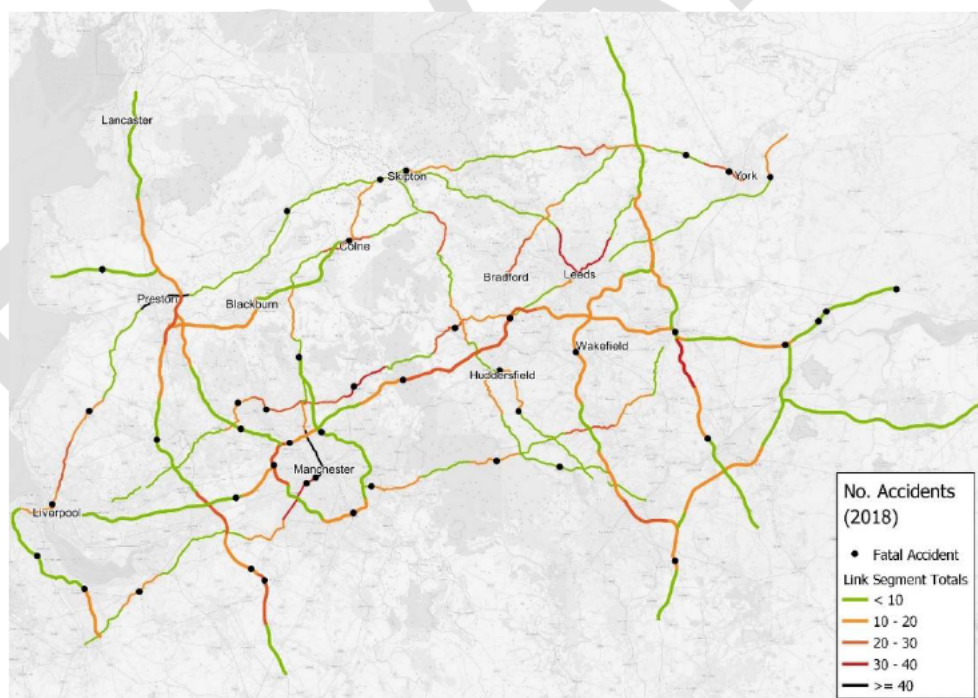 Lancaster
Skipton
York
Colne
Bradford
Leeds
Preston
Blackburn
Wakefield
Huddersfield
Manchester
Liverpool
No. Accidents
(2018)
Fatal Accident
Link Segment Totals
< 10
10 - 20
20 - 30
30 - 40
>= 40